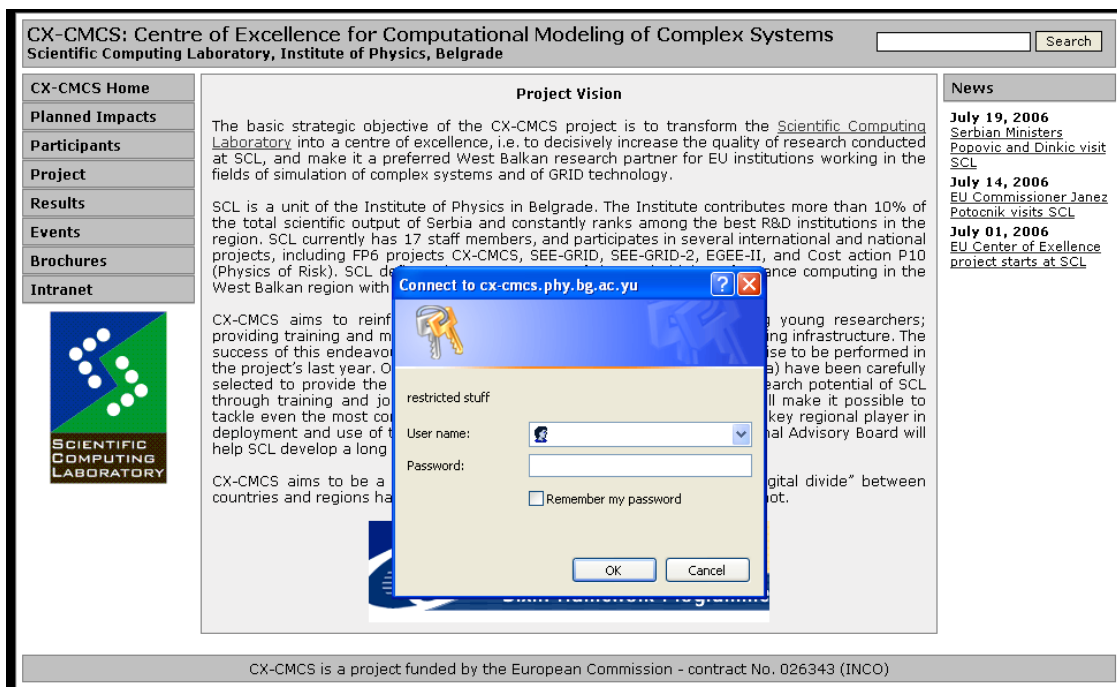 CX-CMCS: Centre of Excellence for Computational Modeling of Complex Systems
Scientific Computing Laboratory, Institute of Physics, Belgrade
Search
CX-CMCS Home
Planned Impacts
Participants
Project
Results
Events
Brochures
Intranet
SCIENTIFIC
COMPUTING
LABORATORY
Project Vision
The basic strategic objective of the CX-CMCS project is to transform the Scientific Computing
Laboratory into a centre of excellence, i.e. to decisively increase the quality of research conducted
at SCL, and make it a preferred West Balkan research partner for EU institutions working in the
fields of simulation of complex systems and of GRID technology.
SCL is a unit of the Institute of Physics in Belgrade. The Institute contributes more than 10% of
the total scientific output of Serbia and constantly ranks among the best R&D institutions in the
region. SCL currently has 17 staff members, and participates in several international and national
projects, including FP6 projects CX-CMCS, SEE-GRID, SEE-GRID-2, EGEE-II, and Cost action P10
(Physics of Risk). SCL computing in the
West Balkan region with
CX-CMCS aims to young researchers;
providing training and infrastructure. The
success of this to be performed in
the project's last year. have been carefully
selected to provide the potential of SCL
through training and make it possible to
tackle even the most key regional player in
deployment and use of Advisory Board will
help SCL develop a long
CX-CMCS aims to be a divide" between
countries and regions
Connect to cx-cmcs.phy.bg.ac.yu
restricted stuff
User name:
Password:
Remember my password
OK
Cancel
News
July 19, 2006
Serbian Ministers
Popovic and Dinkic visit
SCL
July 14, 2006
EU Commissioner Janez
Potocnik visits SCL
July 01, 2006
EU Center of Exellence
project starts at SCL
CX-CMCS is a project funded by the European Commission - contract No. 026343 (INCO)